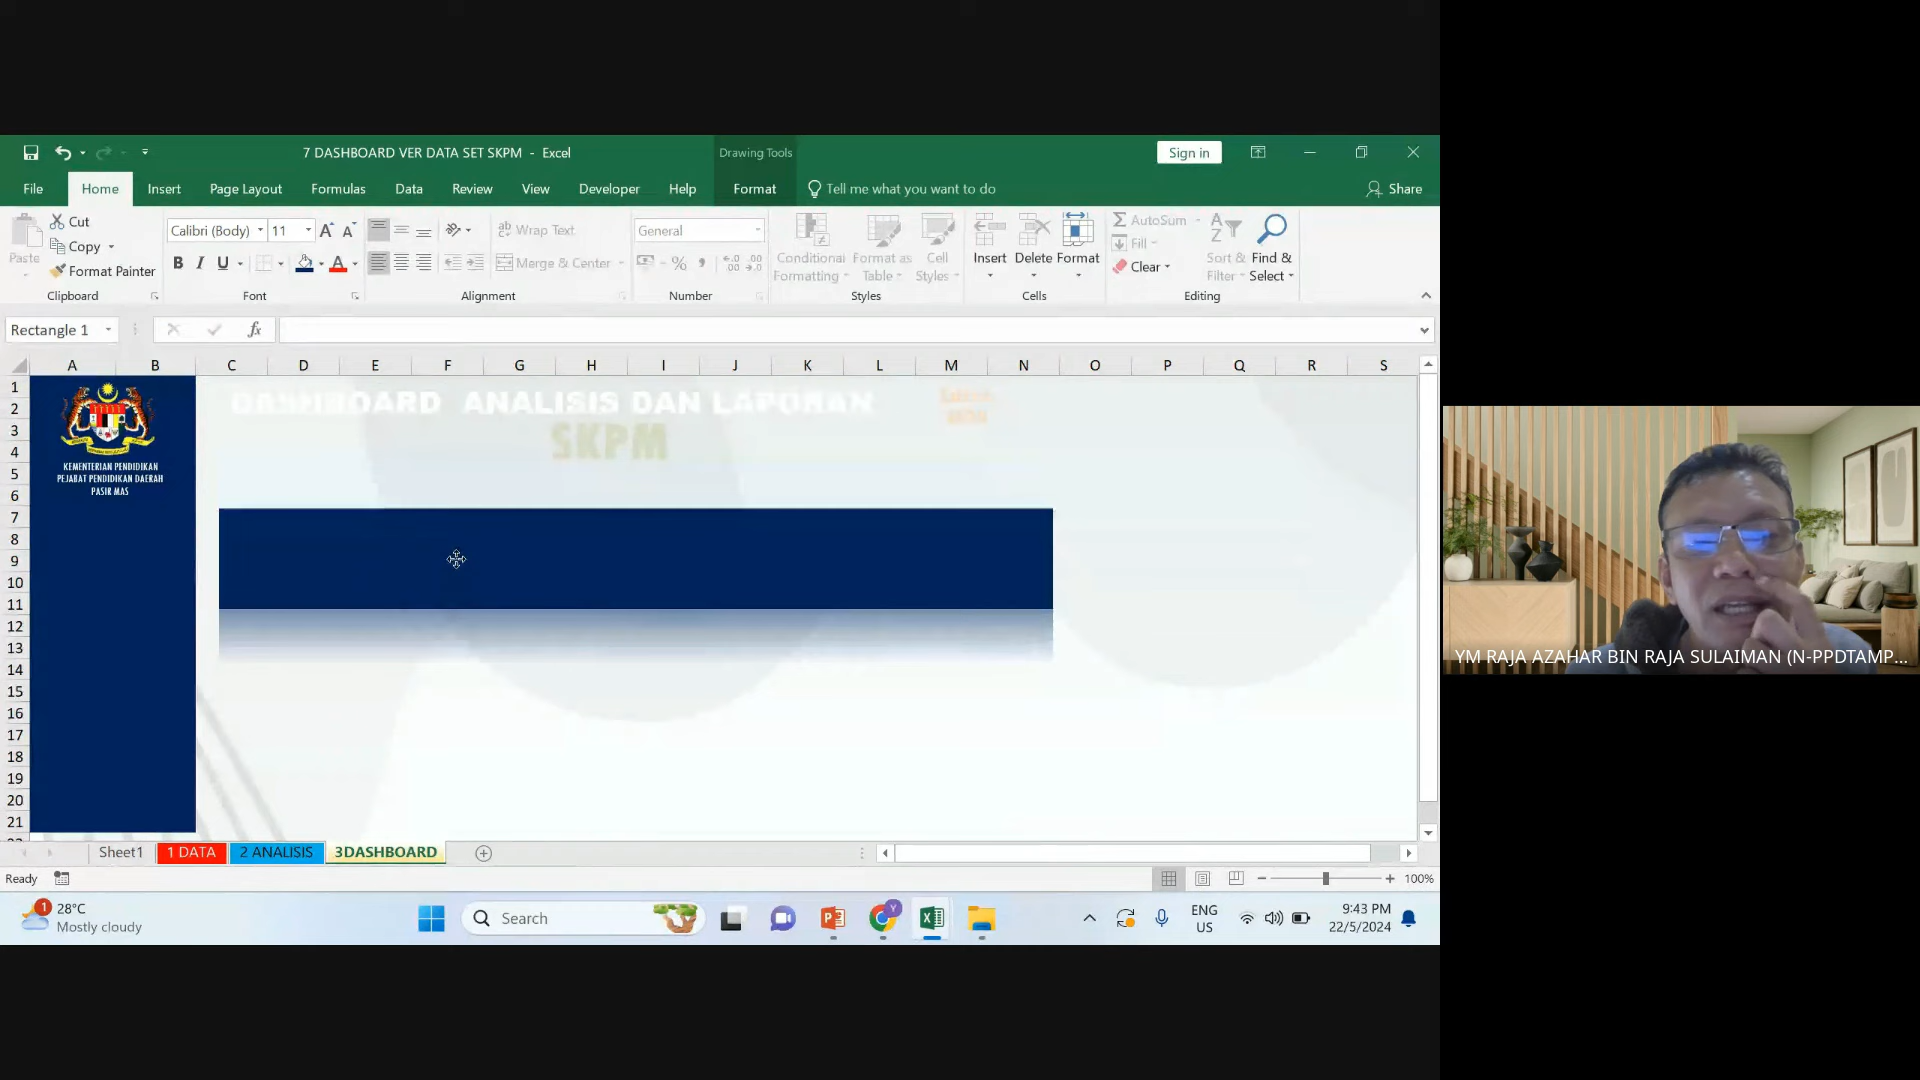 7 DASHBOARD VER DATA SET SKPM - Excel
Drawing Tools
Sign in
File
Home
Insert
Page Layout
Formulas
Data
Review
View
Developer
Help
Format
Tell me what you want to do
Share
Paste
Cut
Copy
Format Painter
Clipboard
Calibri (Body)
11
B I U
Font
Wrap Text
Merge & Center
Alignment
General
Number
Conditional Formatting
Format as Table
Cell Styles
Styles
Insert
Delete
Format
Cells
AutoSum
Fill
Clear
Sort & Filter
Find & Select
Editing
Rectangle 1
fx
A B C D E F G H I J K L M N O P Q R S
1
2
3
4
5
6
7
8
9
10
11
12
13
14
15
16
17
18
19
20
21
KEMENTERIAN PENDIDIKAN
PEJABAT PENDIDIKAN DAERAH
PASIR MAS
DASHBOARD ANALISIS DAN LAPORAN
SKPM
YM RAJA AZAHAR BIN RAJA SULAIMAN (N-PPDTAMP...
Sheet1
1 DATA
2 ANALISIS
3DASHBOARD
Ready
100%
1
28°C
Mostly cloudy
Search
ENG
US
9:43 PM
22/5/2024